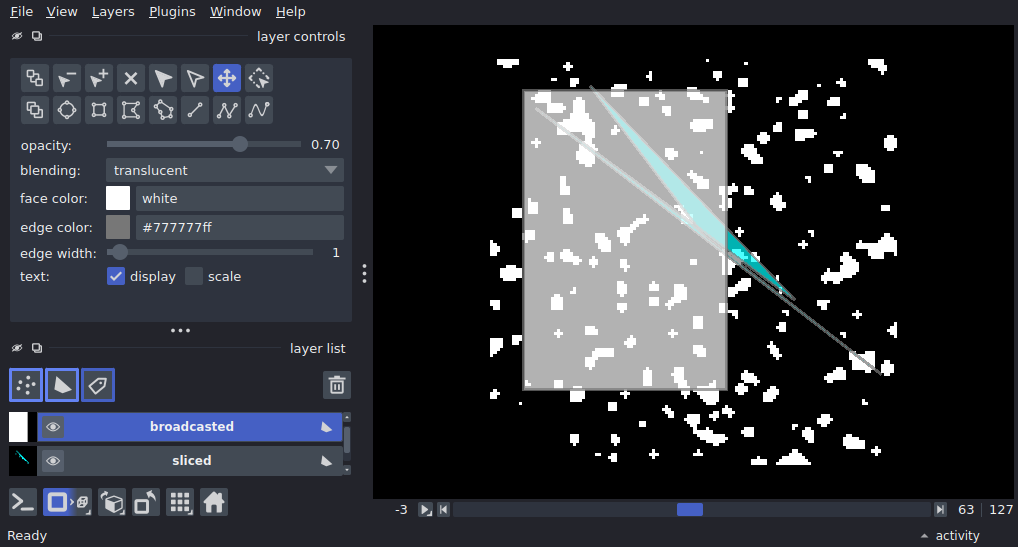 File View Layers Plugins Window Help
layer controls
opacity: 0.70
blending: translucent
face color: white
edge color: #777777ff
edge width: 1
text: display scale
layer list
broadcasted
sliced
-3 63 127
Ready activity